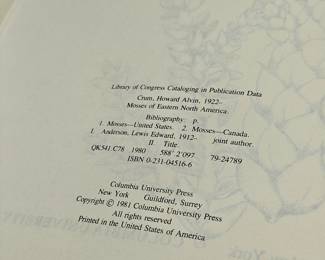 Library of Congress Cataloging in Publication Data
Crum, Howard Alvin, 1922-
Mosses of Eastern North America.
Bibliography: p.
1. Mosses—United States. 2. Mosses—Canada.
I. Anderson, Lewis Edward, 1912- joint author.
II. Title.
QK541.C78 1980 588'.2'097 79-24789
ISBN 0-231-04516-6
Columbia University Press
New York Guildford, Surrey
Copyright © 1981 Columbia University Press
All rights reserved
Printed in the United States of America